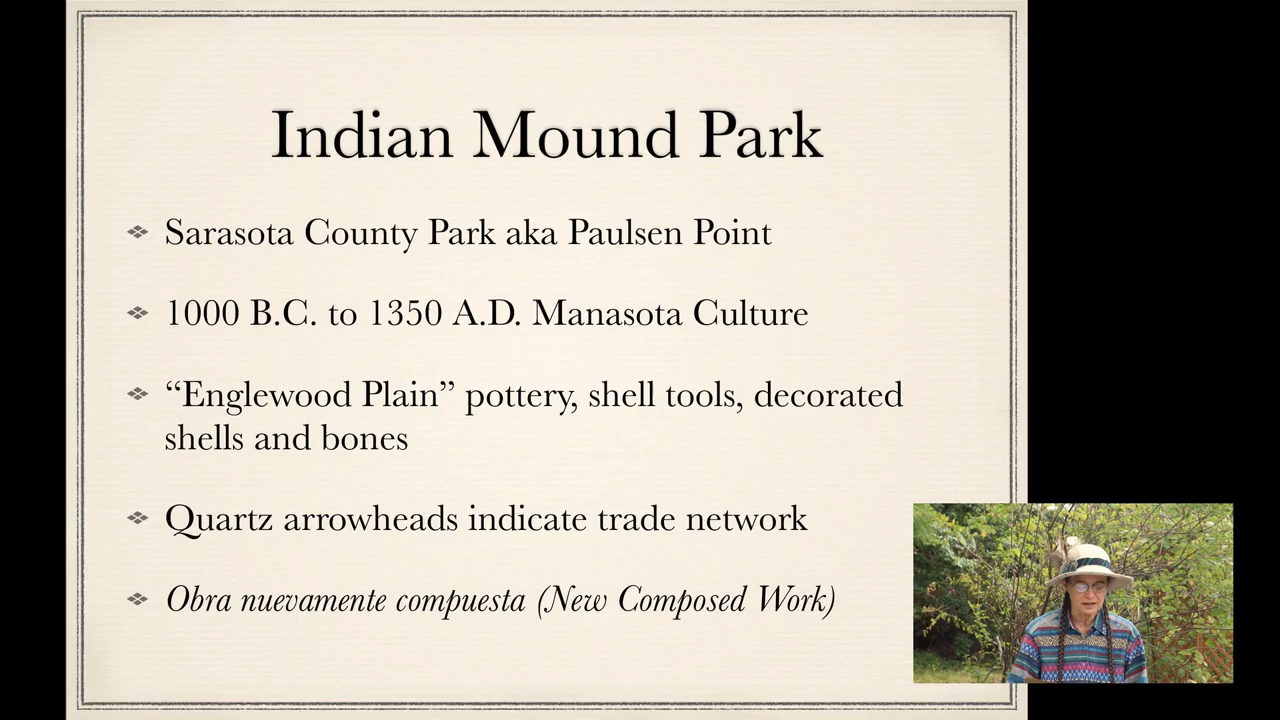 Indian Mound Park
Sarasota County Park aka Paulsen Point
1000 B.C. to 1350 A.D. Manasota Culture
“Englewood Plain” pottery, shell tools, decorated
shells and bones
Quartz arrowheads indicate trade network
Obra nuevamente compuesta (New Composed Work)